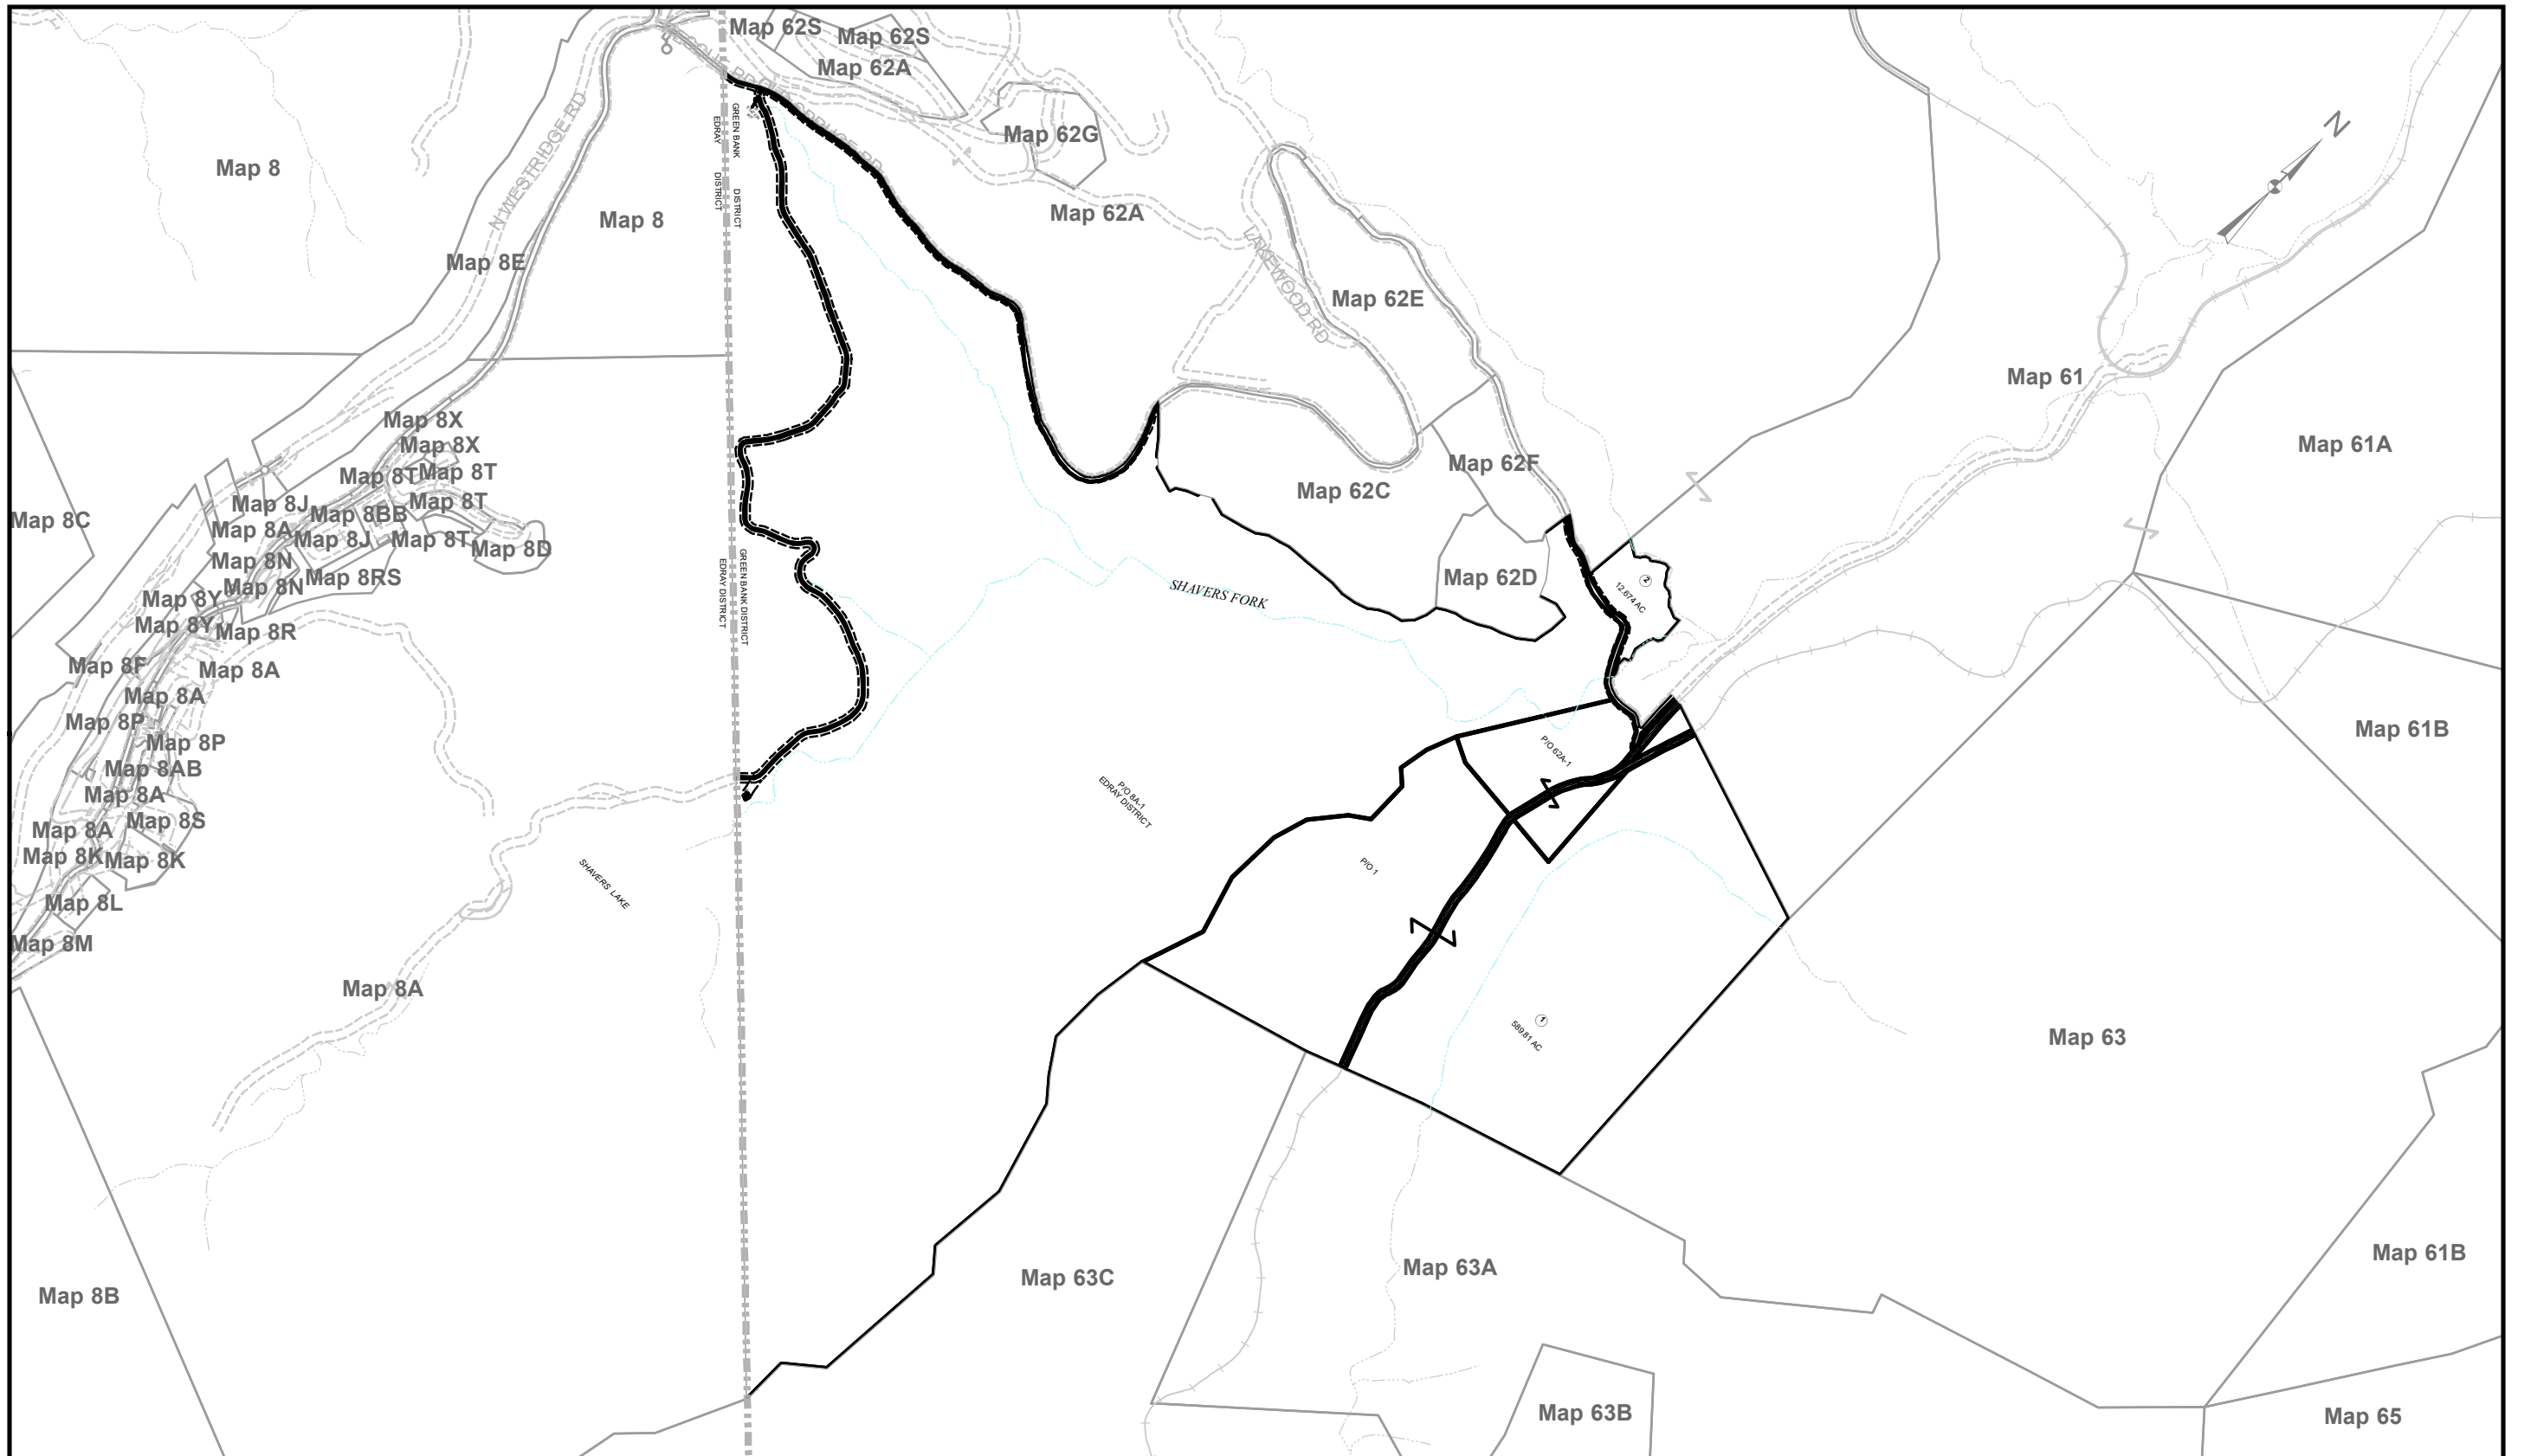 Map 62S
Map 62S
Map 62A
Map 62G
Map 62A
Map 8
Map 8
N WESTRIDGE RD
Map 8E
GREEN BANK DISTRICT
EDRAY DISTRICT
LAKEWOOD RD
Map 62E
N
Map 61
Map 61A
Map 62F
Map 62C
Map 62D
Map 8X
Map 8X
Map 8T
Map 8T
Map 8T
Map 8J
Map 8BB
Map 8A
Map 8J
Map 8T
Map 8D
Map 8C
Map 8N
Map 8N
Map 8RS
Map 8Y
Map 8Y
Map 8R
Map 8F
Map 8A
Map 8A
Map 8P
Map 8P
Map 8AB
Map 8A
Map 8S
Map 8A
Map 8K
Map 8K
Map 8L
Map 8M
Map 8A
Map 8B
GREEN BANK DISTRICT
EDRAY DISTRICT
SHAVERS FORK
SHAVERS LAKE
2
12.674 AC
P/O 62A-1
P/O 8A-1
EDRAY DISTRICT
P/O 1
1
589.81 AC
Map 61B
Map 63
Map 61B
Map 63C
Map 63A
Map 63B
Map 65